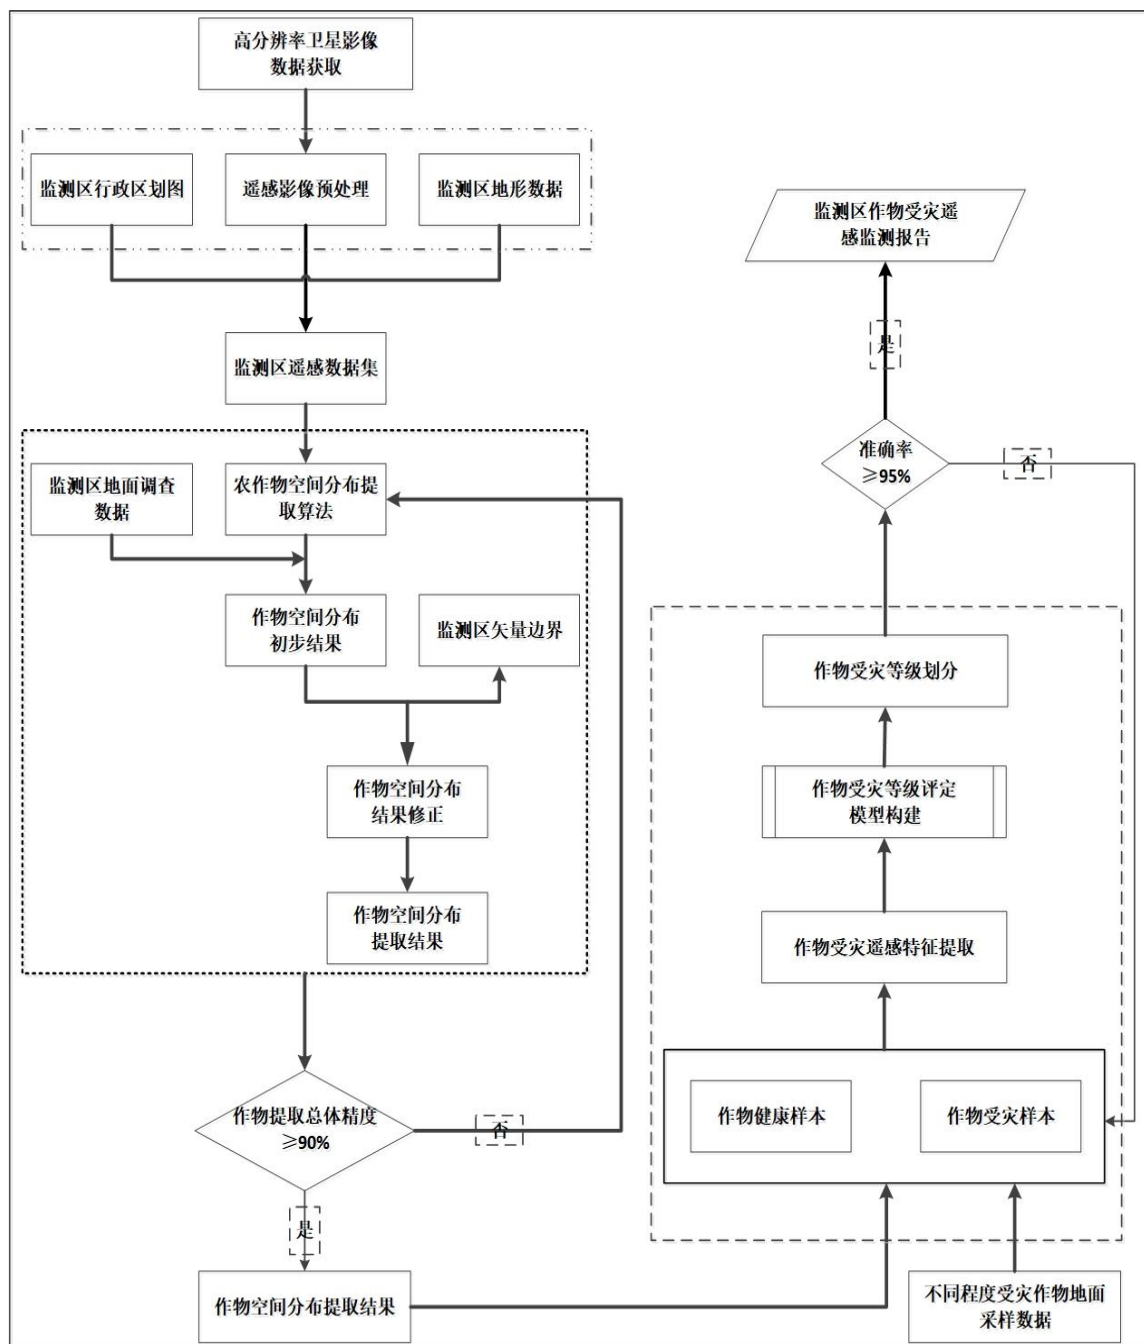 高分辨率卫星影像
数据获取
监测区行政区划图
遥感影像预处理
监测区地形数据
监测区遥感数据集
监测区地面调查
数据
农作物空间分布提
取算法
作物空间分布
初步结果
监测区矢量边界
作物空间分布
结果修正
作物空间分布
提取结果
作物提取总体精度
≥90%
否
是
作物空间分布提取结果
监测区作物受灾遥
感监测报告
是
准确率
≥95%
否
作物受灾等级划分
作物受灾等级评定
模型构建
作物受灾遥感特征提取
作物健康样本
作物受灾样本
不同程度受灾作物地面
采样数据